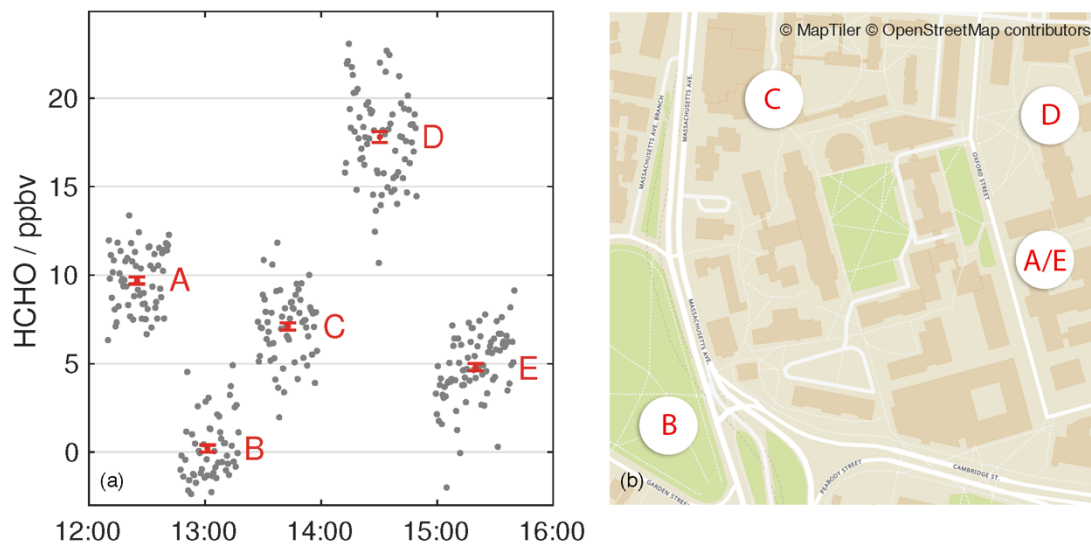 HCHO / ppbv
20
15
10
5
0
A
B
C
D
E
(a)
12:00 13:00 14:00 15:00 16:00
© MapTiler © OpenStreetMap contributors
MASSACHUSETTS AVE. BRANCH
MASSACHUSETTS AVE.
C
D
OXFORD STREET
A/E
MASSACHUSETTS AVE.
B
CAMBRIDGE ST.
PEABODY STREET
GARDEN STREET
(b)